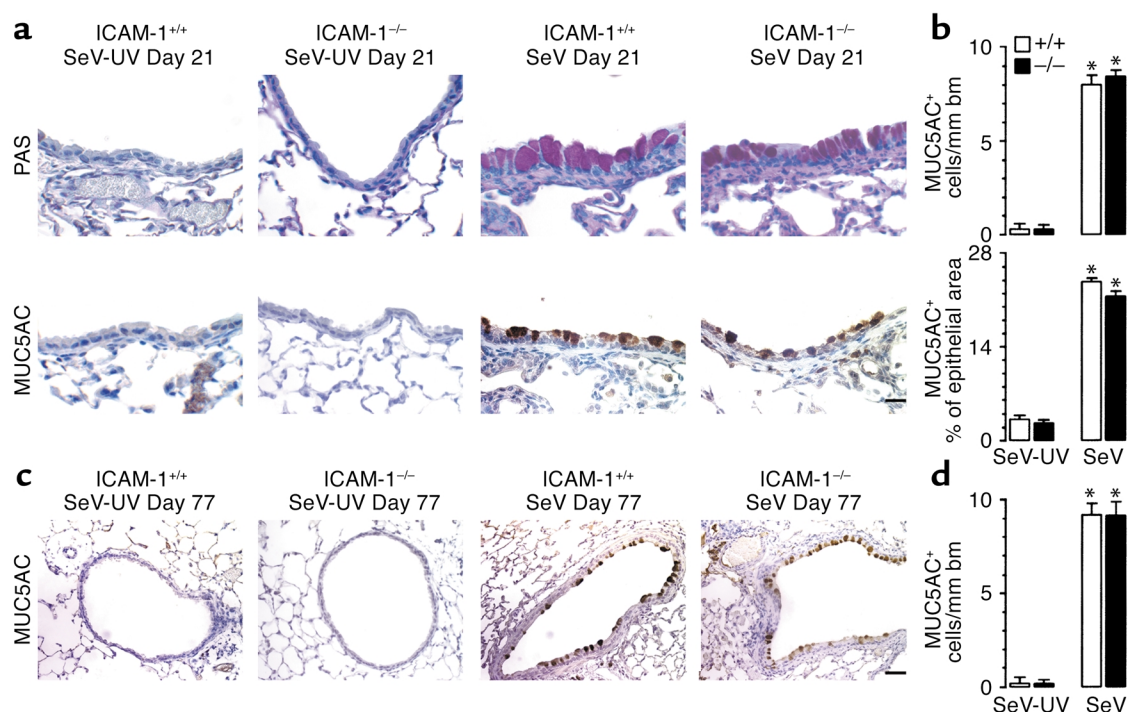 a
ICAM-1+/+
SeV-UV Day 21
ICAM-1–/–
SeV-UV Day 21
ICAM-1+/+
SeV Day 21
ICAM-1–/–
SeV Day 21
PAS
MUC5AC
b
+/+
–/–
10
5
0
MUC5AC+
cells/mm bm
* *
28
14
0
MUC5AC+
% of epithelial area
* *
SeV-UV SeV
c
ICAM-1+/+
SeV-UV Day 77
ICAM-1–/–
SeV-UV Day 77
ICAM-1+/+
SeV Day 77
ICAM-1–/–
SeV Day 77
MUC5AC
d
10
5
0
MUC5AC+
cells/mm bm
* *
SeV-UV SeV